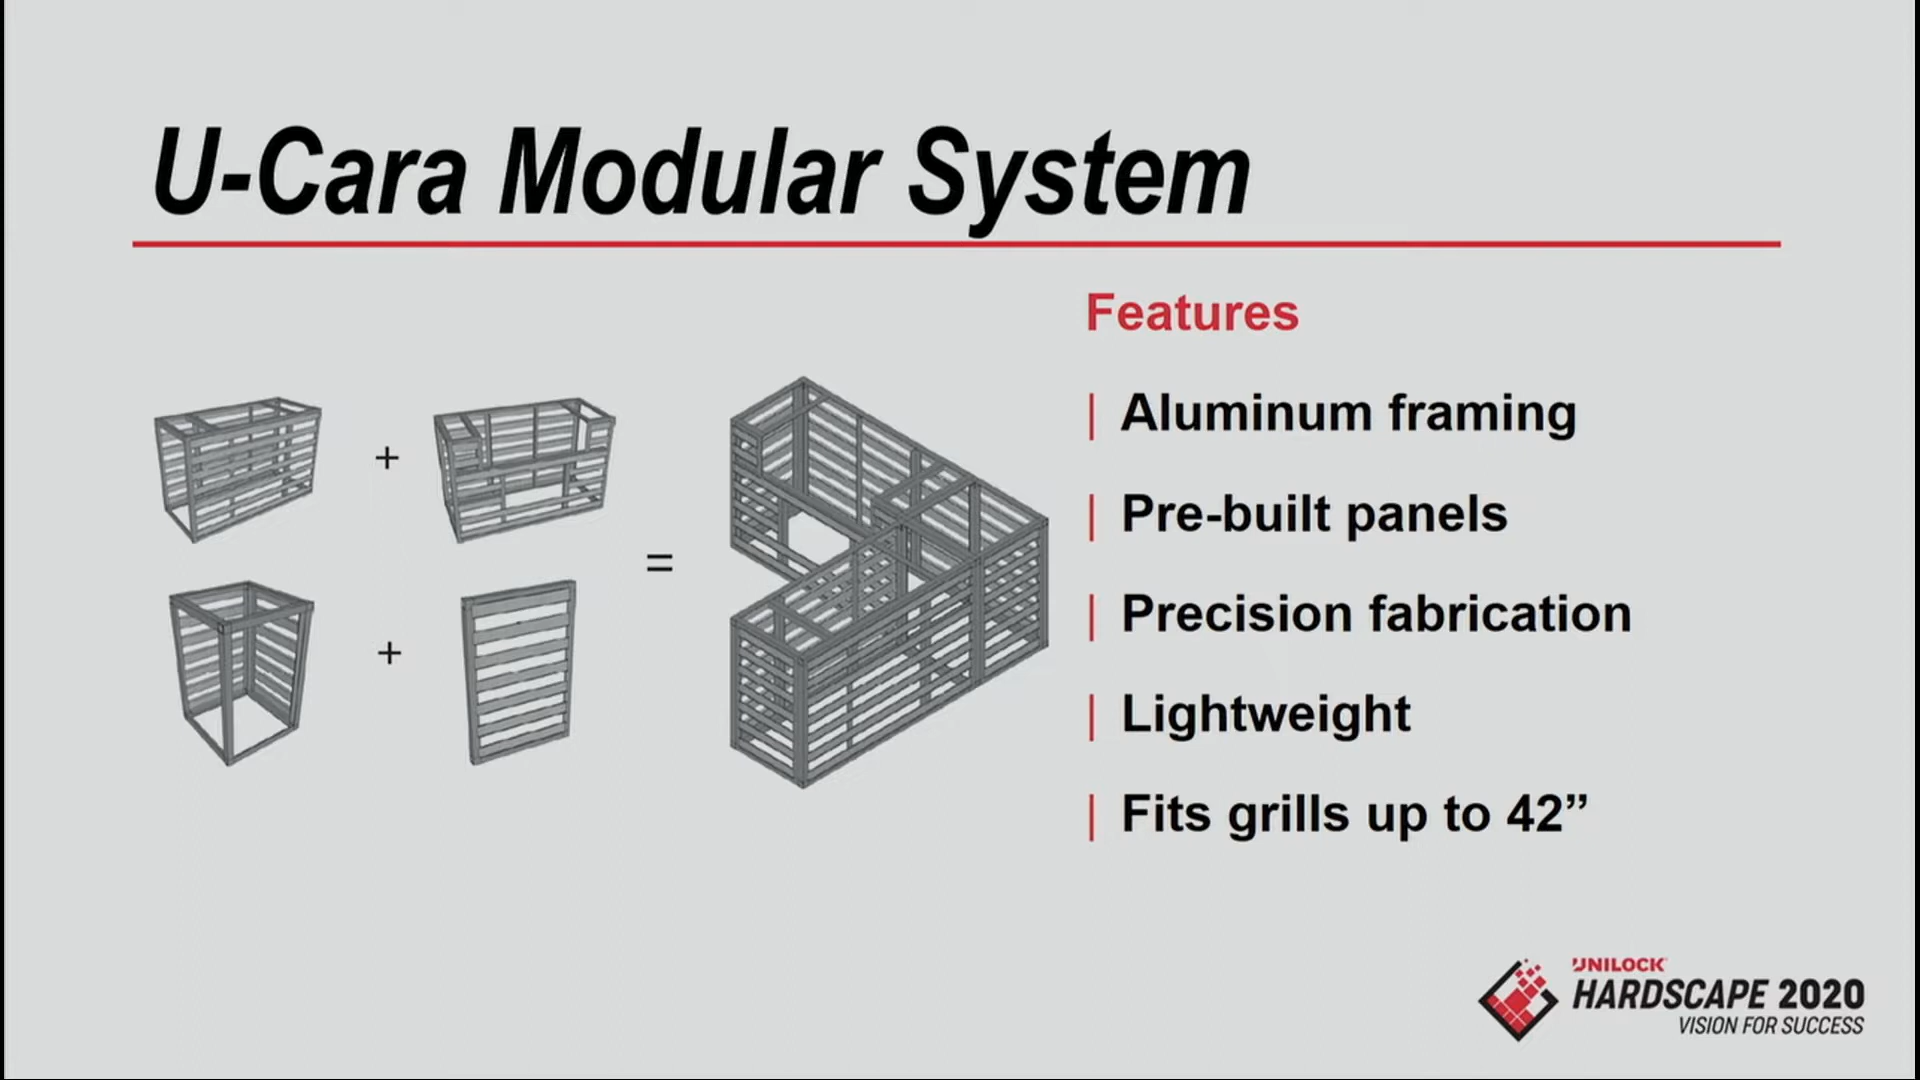 U-Cara Modular System
Features
Aluminum framing
Pre-built panels
Precision fabrication
Lightweight
Fits grills up to 42”
+
+
=
UNILOCK
HARDSCAPE 2020
VISION FOR SUCCESS